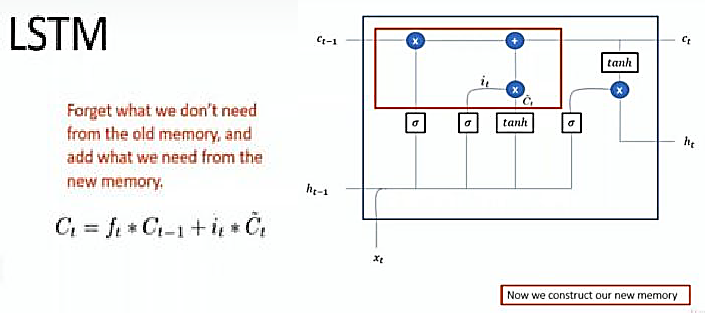 LSTM
Forget what we don't need
from the old memory, and
add what we need from the
new memory.
C_t = f_t * C_{t-1} + i_t * C̃_t
c_{t-1}
x
+
c_t
tanh
i_t
x
x
C̃_t
σ
σ
tanh
σ
h_t
h_{t-1}
x_t
Now we construct our new memory